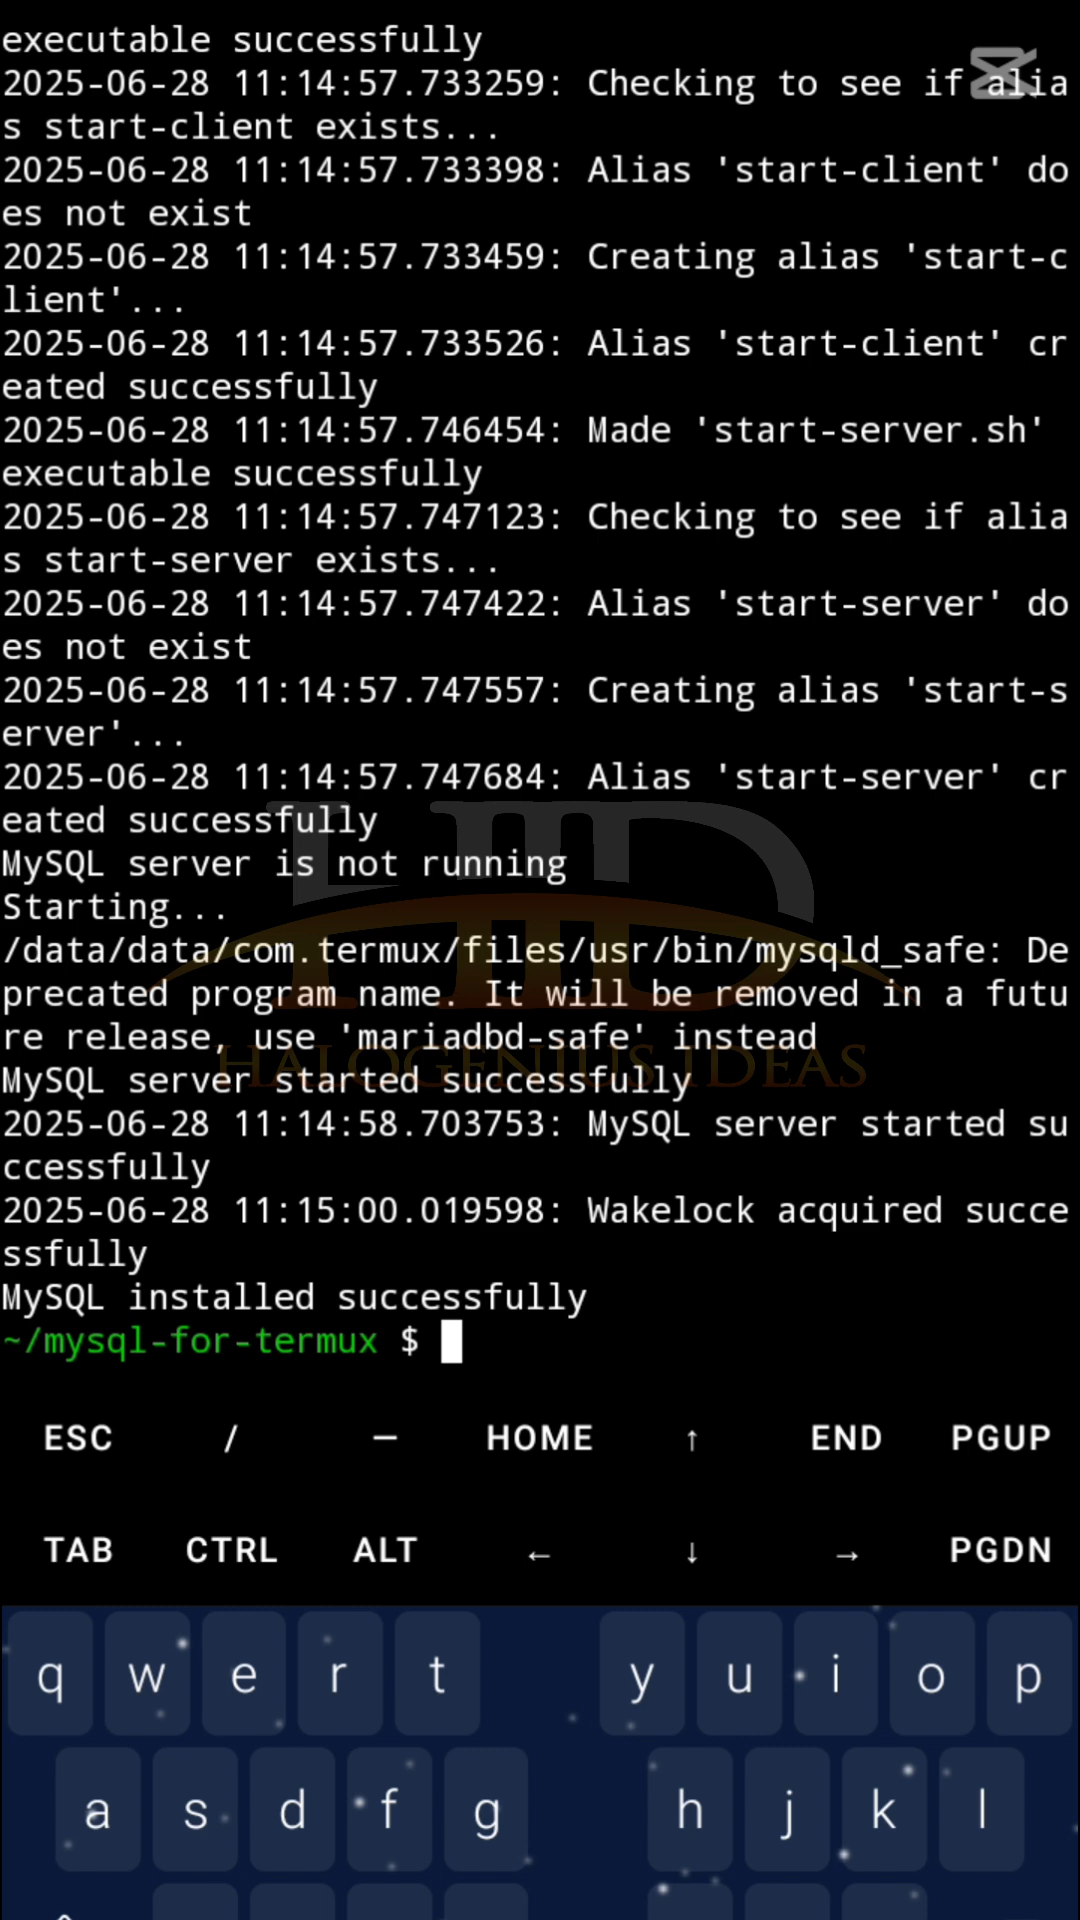 executable successfully
2025-06-28 11:14:57.733259: Checking to see if alia
s start-client exists...
2025-06-28 11:14:57.733398: Alias 'start-client' do
es not exist
2025-06-28 11:14:57.733459: Creating alias 'start-c
lient'...
2025-06-28 11:14:57.733526: Alias 'start-client' cr
eated successfully
2025-06-28 11:14:57.746454: Made 'start-server.sh'
executable successfully
2025-06-28 11:14:57.747123: Checking to see if alia
s start-server exists...
2025-06-28 11:14:57.747422: Alias 'start-server' do
es not exist
2025-06-28 11:14:57.747557: Creating alias 'start-s
erver'...
2025-06-28 11:14:57.747684: Alias 'start-server' cr
eated successfully
MySQL server is not running
Starting...
/data/data/com.termux/files/usr/bin/mysqld_safe: De
precated program name. It will be removed in a futu
re release, use 'mariadbd-safe' instead
HALOGENIUS IDEAS
MySQL server started successfully
2025-06-28 11:14:58.703753: MySQL server started su
ccessfully
2025-06-28 11:15:00.019598: Wakelock acquired succe
ssfully
MySQL installed successfully
~/mysql-for-termux $
ESC / — HOME ↑ END PGUP
TAB CTRL ALT ← ↓ → PGDN
q w e r t y u i o p
a s d f g h j k l